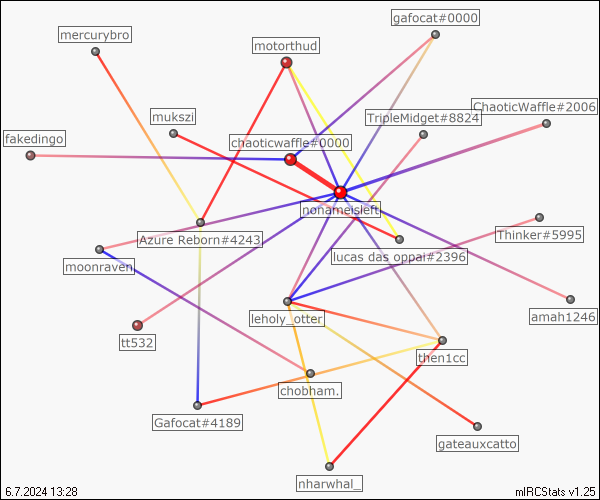 gafocat#0000
mercurybro
motorthud
ChaoticWaffle#2006
mukszi
TripleMidget#8824
fakedingo
chaoticwaffle#0000
nonameisleft
Thinker#5995
Azure Reborn#4243
lucas das oppai#2396
moonraven
leholy_otter
amah1246
tt532
then1cc
chobham.
Gafocat#4189
gateauxcatto
nharwhal_
6.7.2024 13:28
mIRCStats v1.25